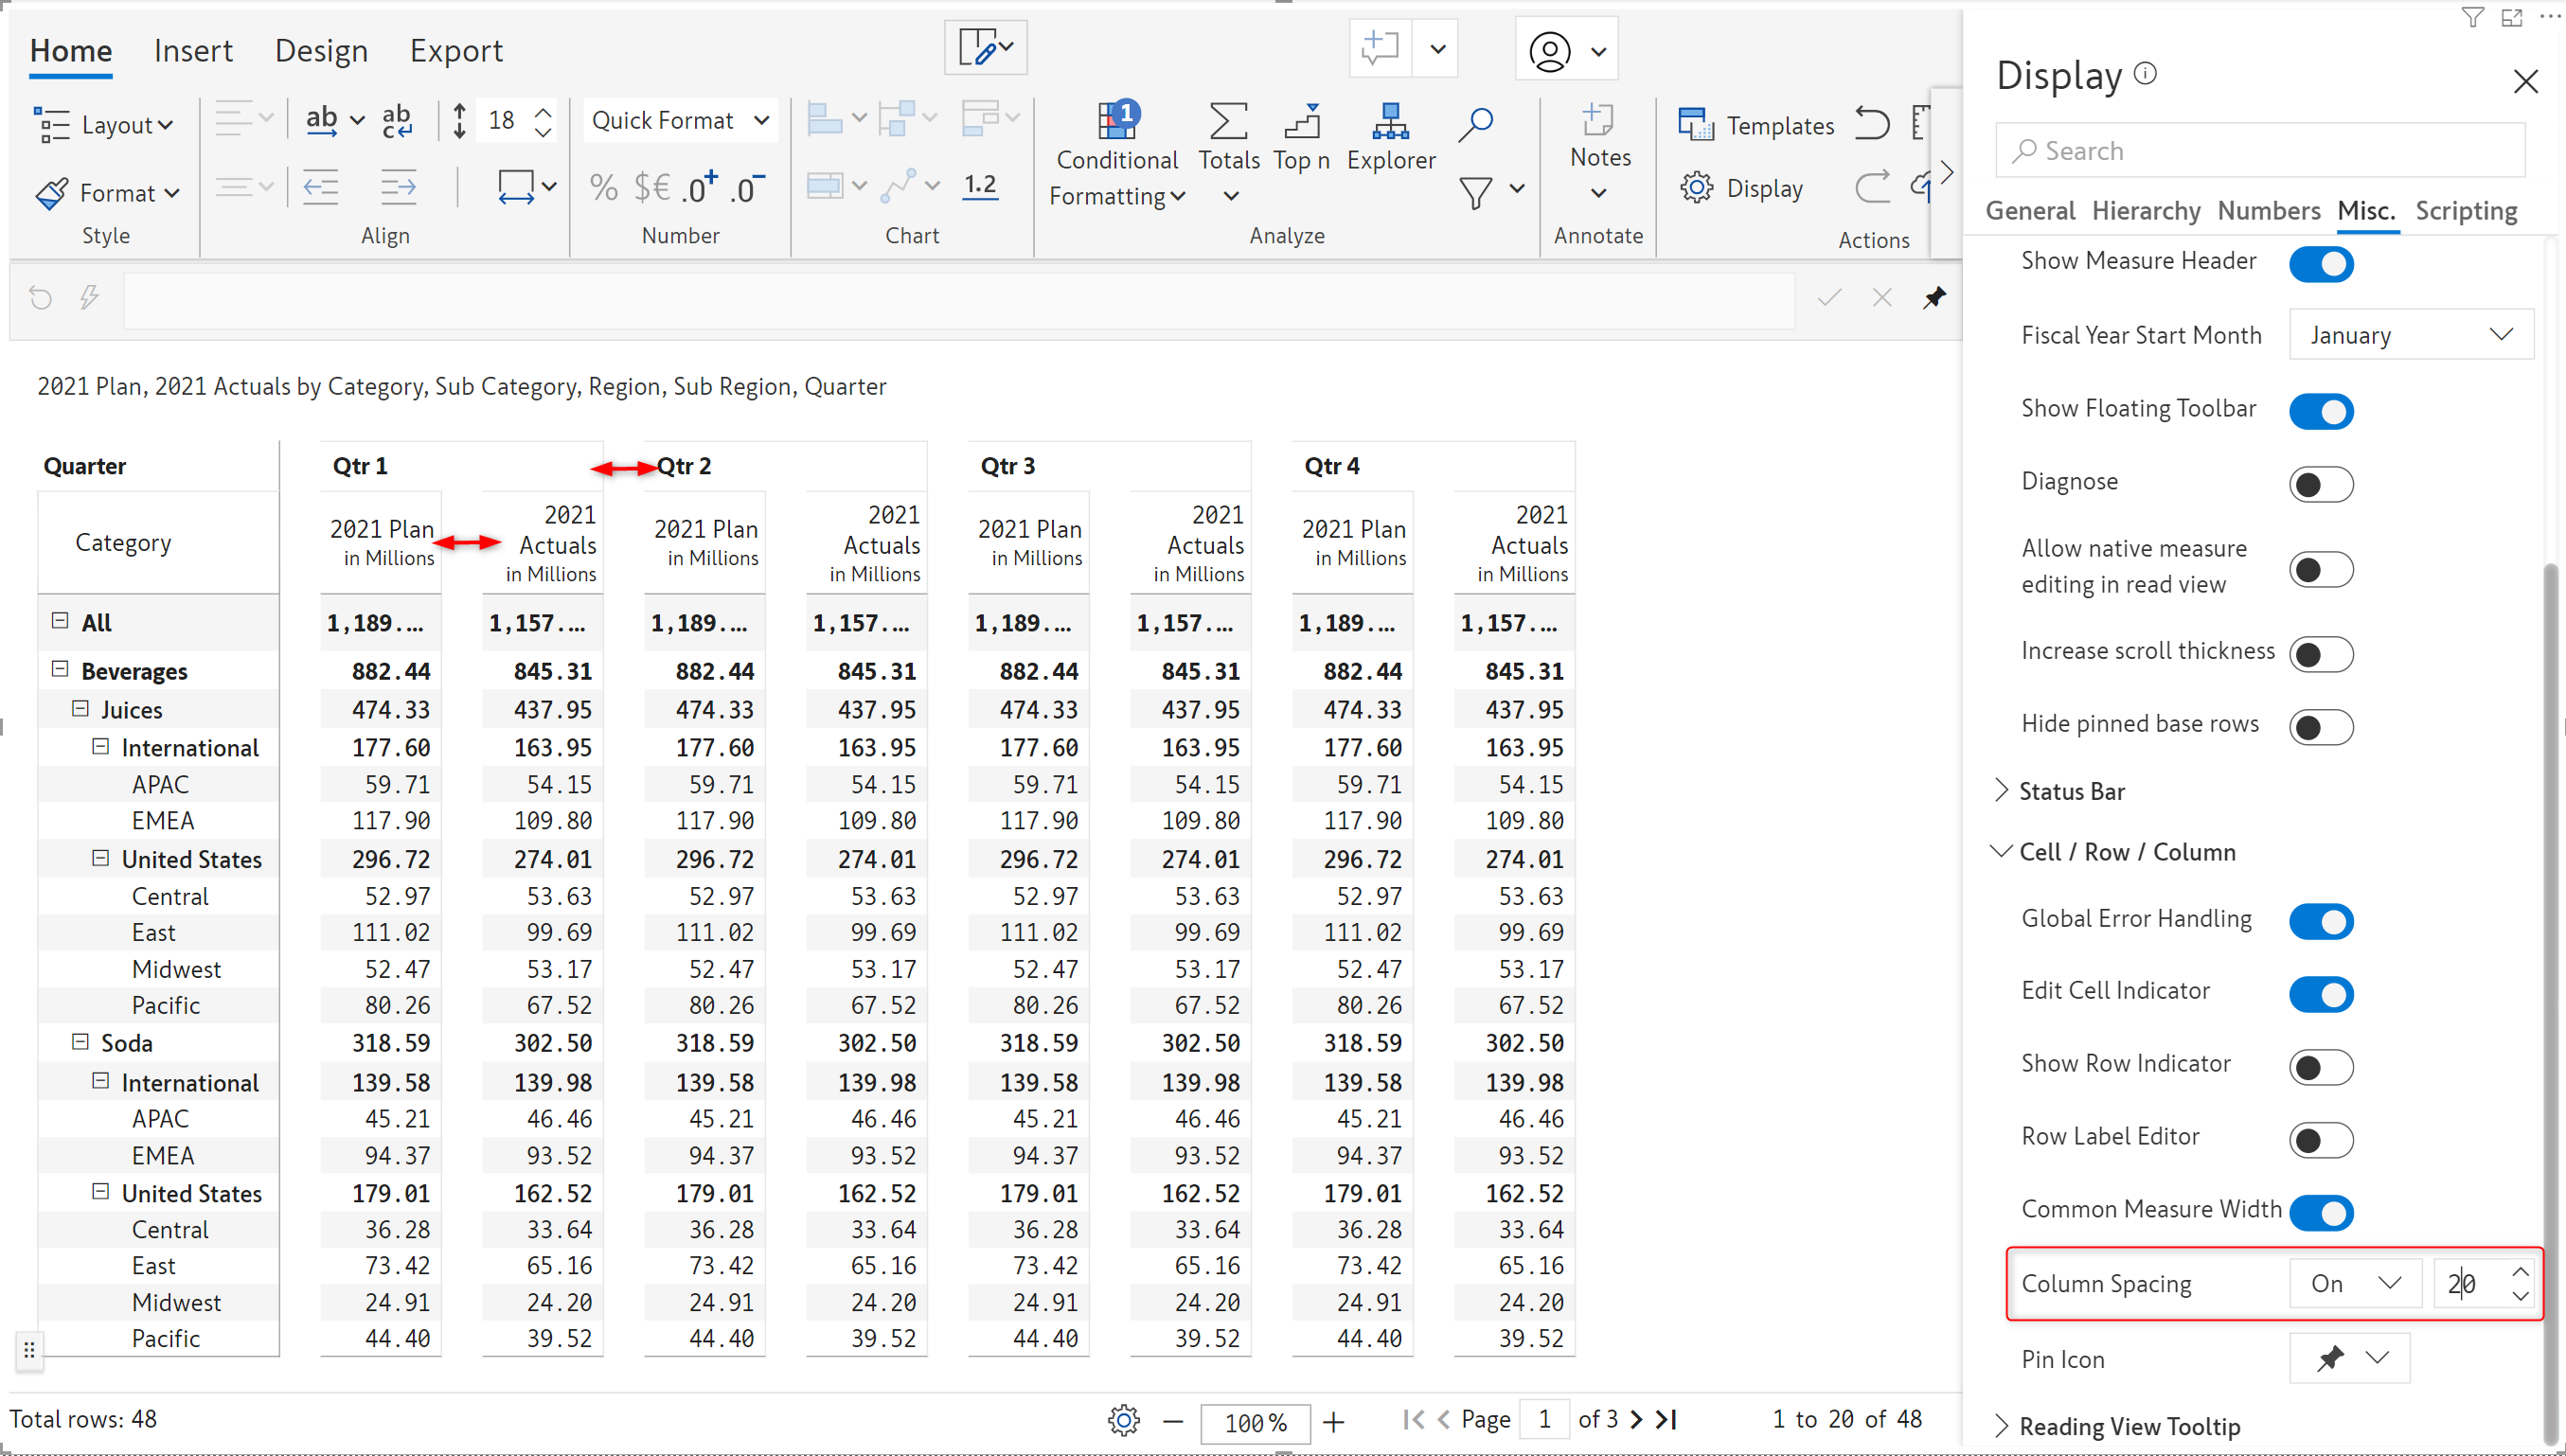 Home Insert Design Export
Layout
Format
Style
ab
ab
c
18
Align
Quick Format
% $€ .0+ .0-
Number
1.2
Chart
1
Conditional
Formatting
Totals
Top n
Explorer
Analyze
Notes
Annotate
Templates
Display
Actions
2021 Plan, 2021 Actuals by Category, Sub Category, Region, Sub Region, Quarter
Quarter Qtr 1 Qtr 2 Qtr 3 Qtr 4
Category 2021 Plan in Millions 2021 Actuals in Millions 2021 Plan in Millions 2021 Actuals in Millions 2021 Plan in Millions 2021 Actuals in Millions 2021 Plan in Millions 2021 Actuals in Millions
All 1,189.... 1,157.... 1,189.... 1,157.... 1,189.... 1,157.... 1,189.... 1,157....
Beverages 882.44 845.31 882.44 845.31 882.44 845.31 882.44 845.31
Juices 474.33 437.95 474.33 437.95 474.33 437.95 474.33 437.95
International 177.60 163.95 177.60 163.95 177.60 163.95 177.60 163.95
APAC 59.71 54.15 59.71 54.15 59.71 54.15 59.71 54.15
EMEA 117.90 109.80 117.90 109.80 117.90 109.80 117.90 109.80
United States 296.72 274.01 296.72 274.01 296.72 274.01 296.72 274.01
Central 52.97 53.63 52.97 53.63 52.97 53.63 52.97 53.63
East 111.02 99.69 111.02 99.69 111.02 99.69 111.02 99.69
Midwest 52.47 53.17 52.47 53.17 52.47 53.17 52.47 53.17
Pacific 80.26 67.52 80.26 67.52 80.26 67.52 80.26 67.52
Soda 318.59 302.50 318.59 302.50 318.59 302.50 318.59 302.50
International 139.58 139.98 139.58 139.98 139.58 139.98 139.58 139.98
APAC 45.21 46.46 45.21 46.46 45.21 46.46 45.21 46.46
EMEA 94.37 93.52 94.37 93.52 94.37 93.52 94.37 93.52
United States 179.01 162.52 179.01 162.52 179.01 162.52 179.01 162.52
Central 36.28 33.64 36.28 33.64 36.28 33.64 36.28 33.64
East 73.42 65.16 73.42 65.16 73.42 65.16 73.42 65.16
Midwest 24.91 24.20 24.91 24.20 24.91 24.20 24.91 24.20
Pacific 44.40 39.52 44.40 39.52 44.40 39.52 44.40 39.52
Total rows: 48
100%
Page 1 of 3
1 to 20 of 48
Display
Search
General Hierarchy Numbers Misc. Scripting
Show Measure Header
Fiscal Year Start Month January
Show Floating Toolbar
Diagnose
Allow native measure
editing in read view
Increase scroll thickness
Hide pinned base rows
Status Bar
Cell / Row / Column
Global Error Handling
Edit Cell Indicator
Show Row Indicator
Row Label Editor
Common Measure Width
Column Spacing On 20
Pin Icon
Reading View Tooltip